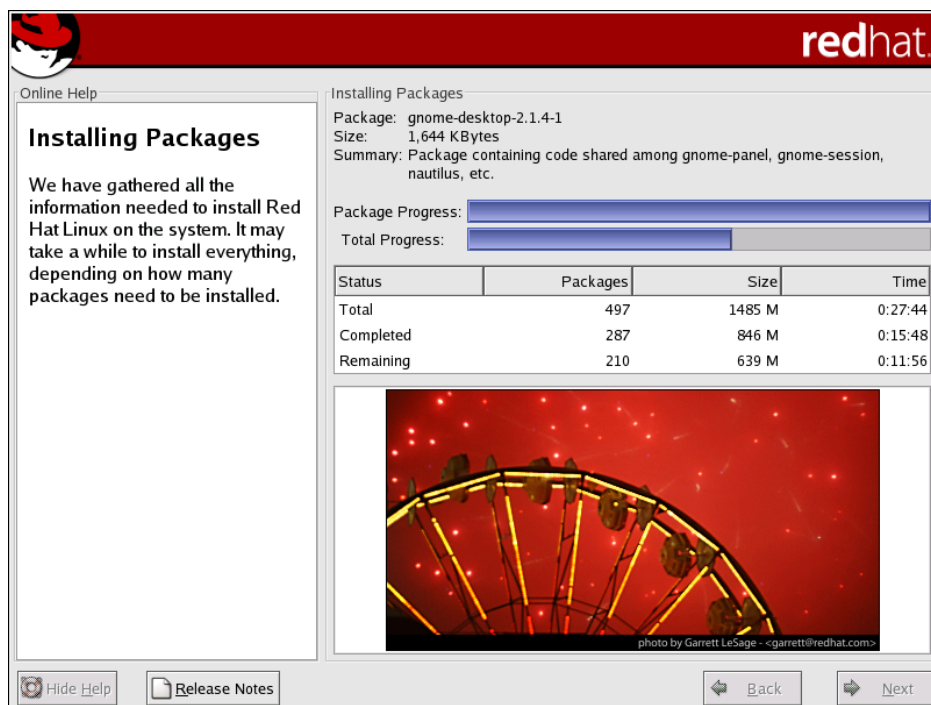 redhat.
Online Help
Installing Packages
We have gathered all the
information needed to install Red
Hat Linux on the system. It may
take a while to install everything,
depending on how many
packages need to be installed.
Installing Packages
Package: gnome-desktop-2.1.4-1
Size: 1,644 KBytes
Summary: Package containing code shared among gnome-panel, gnome-session,
nautilus, etc.
Package Progress:
Total Progress:
Status Packages Size Time
Total 497 1485 M 0:27:44
Completed 287 846 M 0:15:48
Remaining 210 639 M 0:11:56
photo by Garrett LeSage - <garrett@redhat.com>
Hide Help
Release Notes
Back
Next